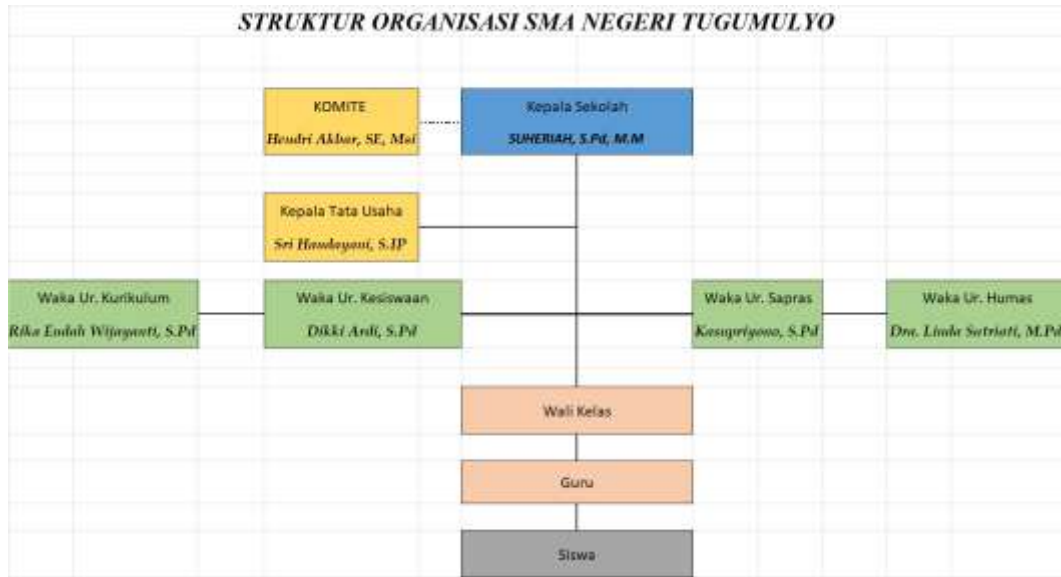 STRUKTUR ORGANISASI SMA NEGERI TUGUMULYO
KOMITE
Hendri Akbar, SE, Msi
Kepala Sekolah
SUHERIAH, S.Pd, M.M
Kepala Tata Usaha
Sri Handayani, S.IP
Waka Ur. Kurikulum
Rika Endah Wijayanti, S.Pd
Waka Ur. Kesiswaan
Dikki Ardi, S.Pd
Waka Ur. Sapras
Kasupriyono, S.Pd
Waka Ur. Humas
Dra. Linda Sutriati, M.Pd
Wali Kelas
Guru
Siswa